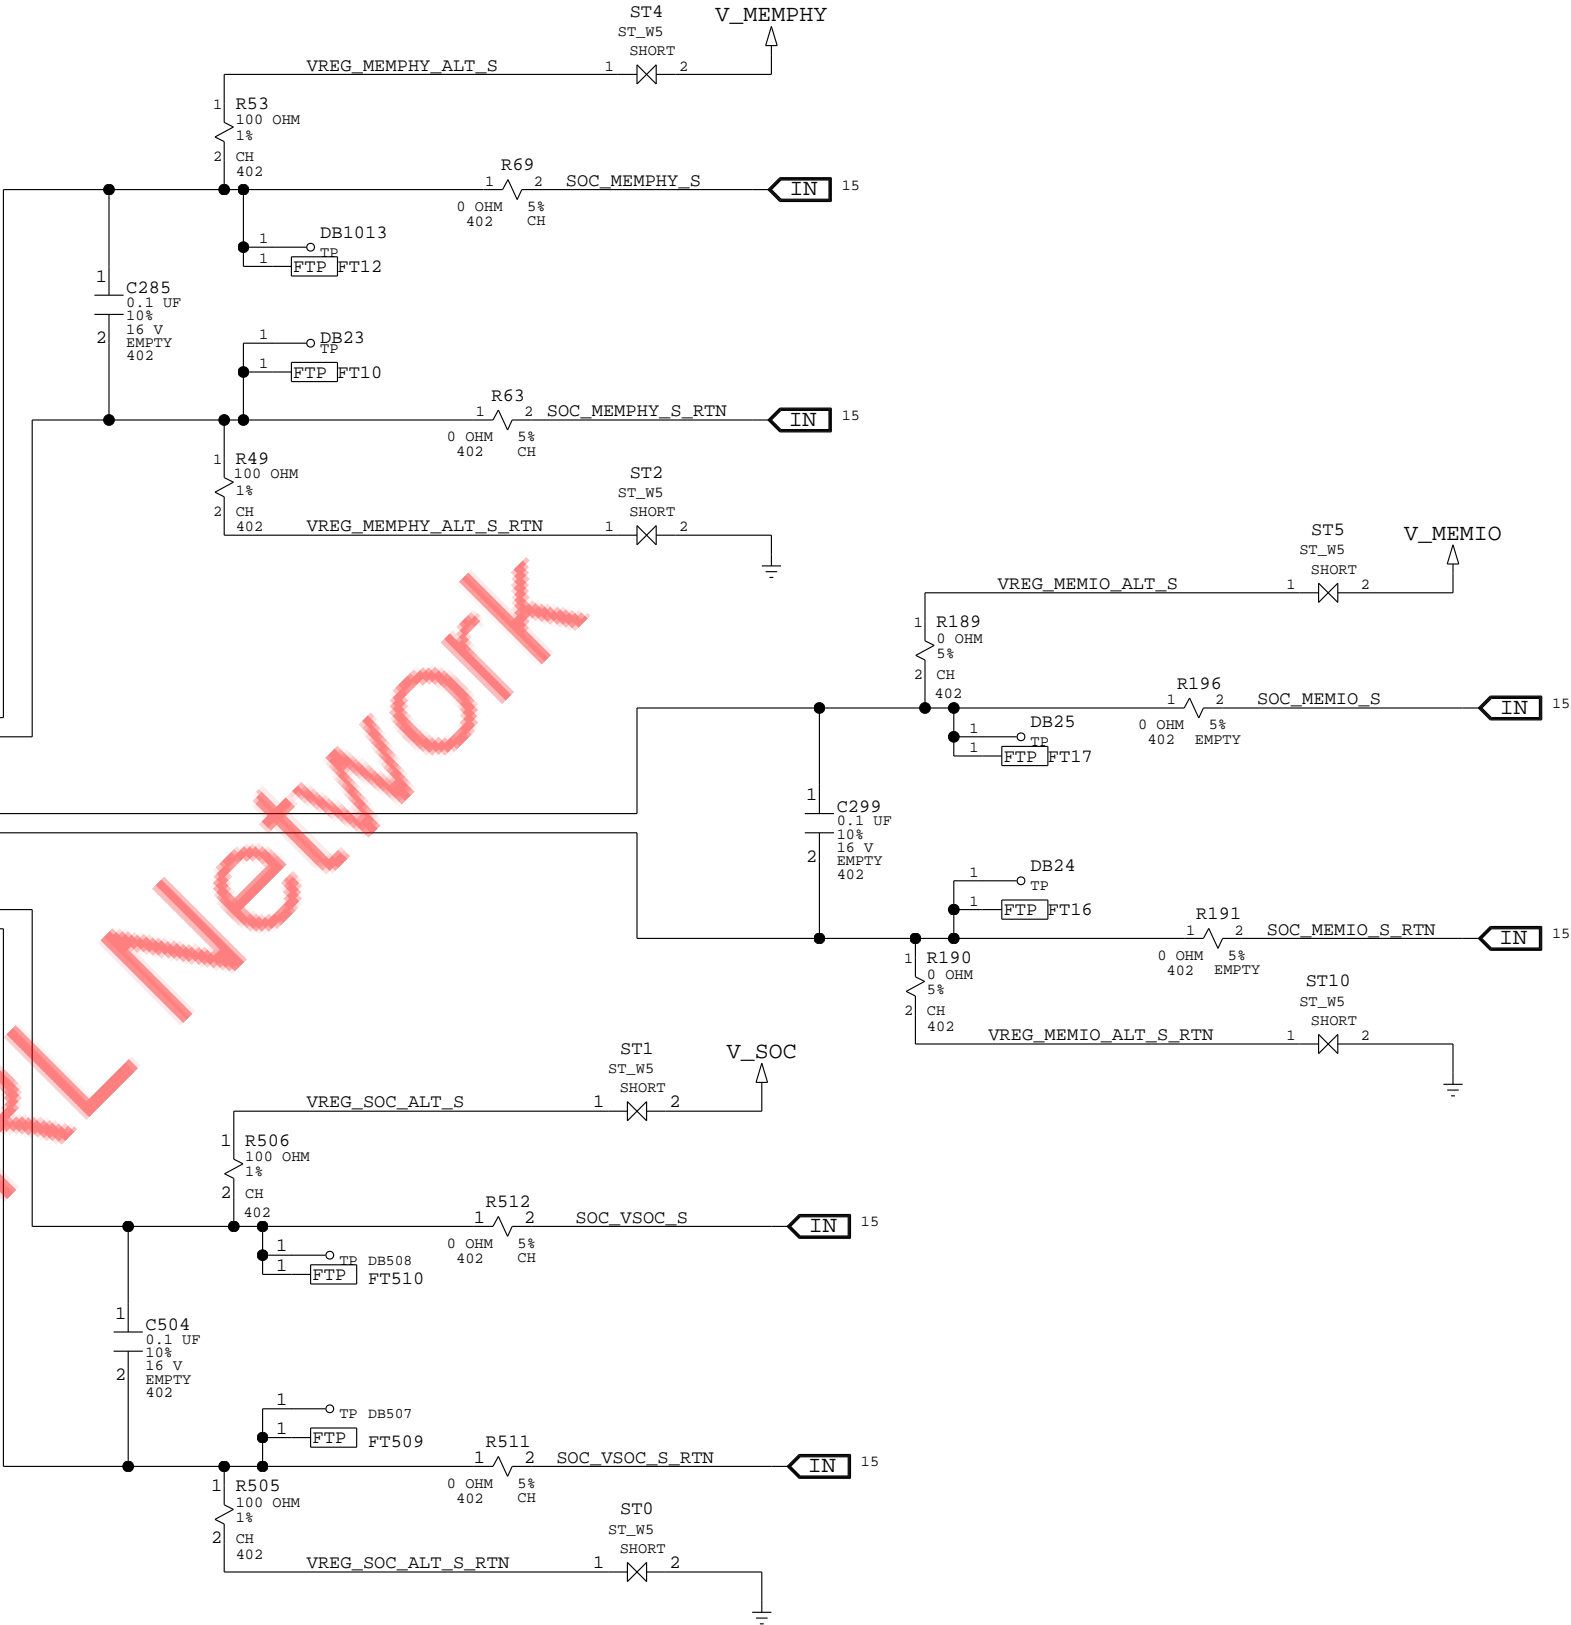 ST4
ST_W5
SHORT
V_MEMPHY
VREG_MEMPHY_ALT_S
1
2
1
R53
100 OHM
1%
2
CH
402
R69
1
2
SOC_MEMPHY_S
IN
15
0 OHM
5%
402
CH
1
DB1013
TP
1
FTP
FT12
1
C285
0.1 UF
10%
16 V
EMPTY
402
2
1
DB23
TP
1
FTP
FT10
R63
1
2
SOC_MEMPHY_S_RTN
IN
15
0 OHM
5%
402
CH
1
R49
100 OHM
1%
2
CH
402
ST2
ST_W5
SHORT
VREG_MEMPHY_ALT_S_RTN
1
2
ST5
ST_W5
SHORT
V_MEMIO
VREG_MEMIO_ALT_S
1
2
1
R189
0 OHM
5%
2
CH
402
R196
1
2
SOC_MEMIO_S
IN
15
0 OHM
5%
402
EMPTY
1
DB25
TP
1
FTP
FT17
1
C299
0.1 UF
10%
16 V
EMPTY
402
2
1
DB24
TP
1
FTP
FT16
R191
1
2
SOC_MEMIO_S_RTN
IN
15
0 OHM
5%
402
EMPTY
1
R190
0 OHM
5%
2
CH
402
ST10
ST_W5
SHORT
VREG_MEMIO_ALT_S_RTN
1
2
RL Network
ST1
ST_W5
SHORT
V_SOC
VREG_SOC_ALT_S
1
2
1
R506
100 OHM
1%
2
CH
402
R512
1
2
SOC_VSOC_S
IN
15
0 OHM
5%
402
CH
1
TP DB508
1
FTP
FT510
1
C504
0.1 UF
10%
16 V
EMPTY
402
2
1
TP DB507
1
FTP
FT509
R511
1
2
SOC_VSOC_S_RTN
IN
15
0 OHM
5%
402
CH
1
R505
100 OHM
1%
2
CH
402
ST0
ST_W5
SHORT
VREG_SOC_ALT_S_RTN
1
2